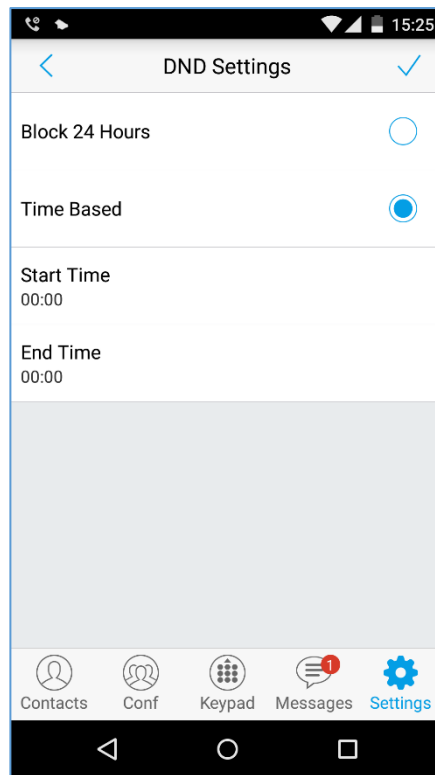 15:25
DND Settings
Block 24 Hours
Time Based
Start Time
00:00
End Time
00:00
1
Contacts Conf Keypad Messages Settings